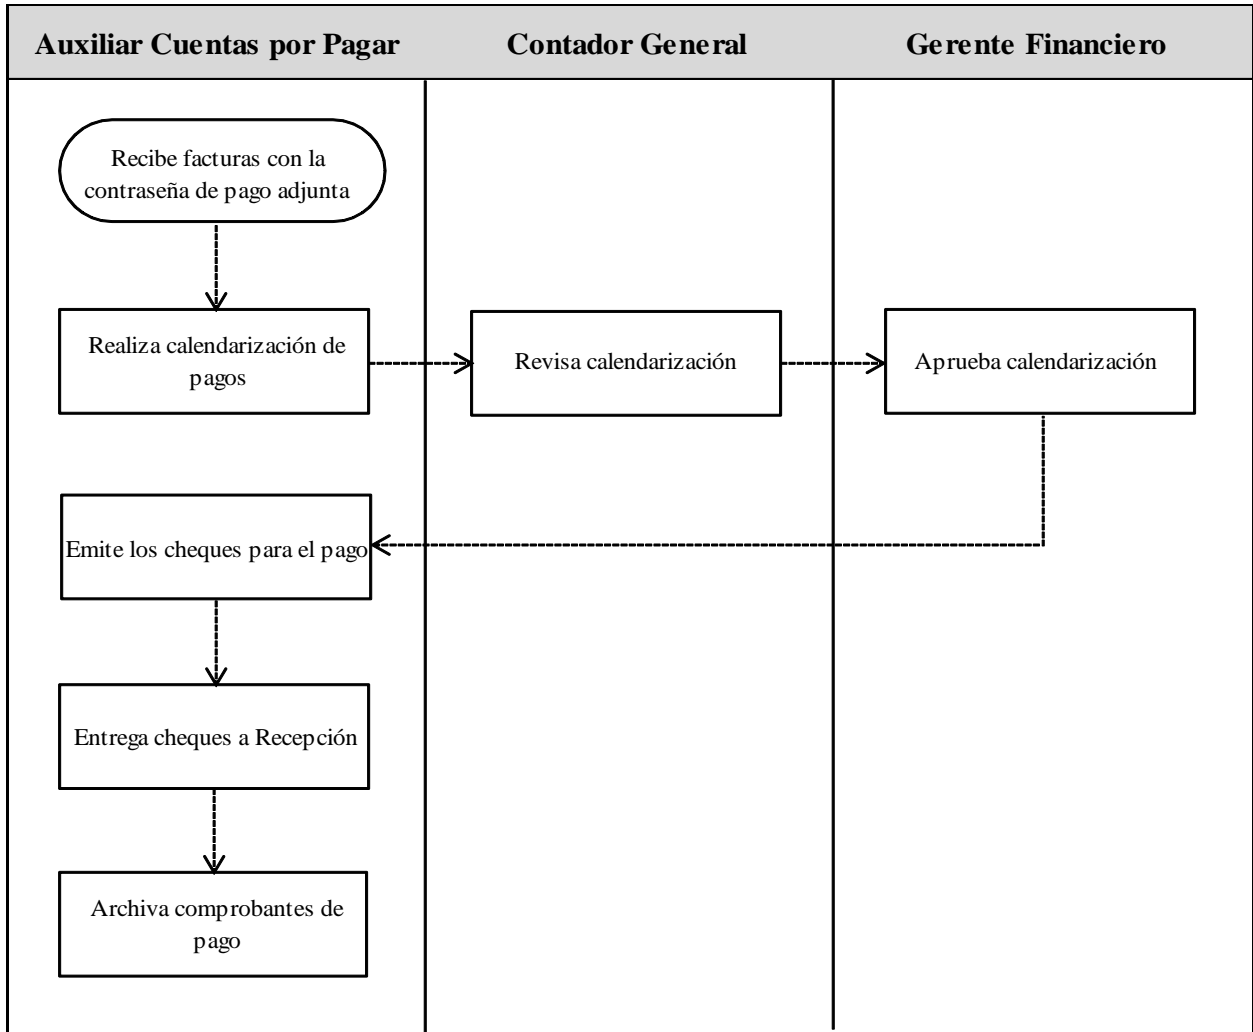 Auxiliar Cuentas por Pagar
Contador General
Gerente Financiero
Recibe facturas con la
contraseña de pago adjunta
Realiza calendarización de
pagos
Revisa calendarización
Aprueba calendarización
Emite los cheques para el pago
Entrega cheques a Recepción
Archiva comprobantes de
pago